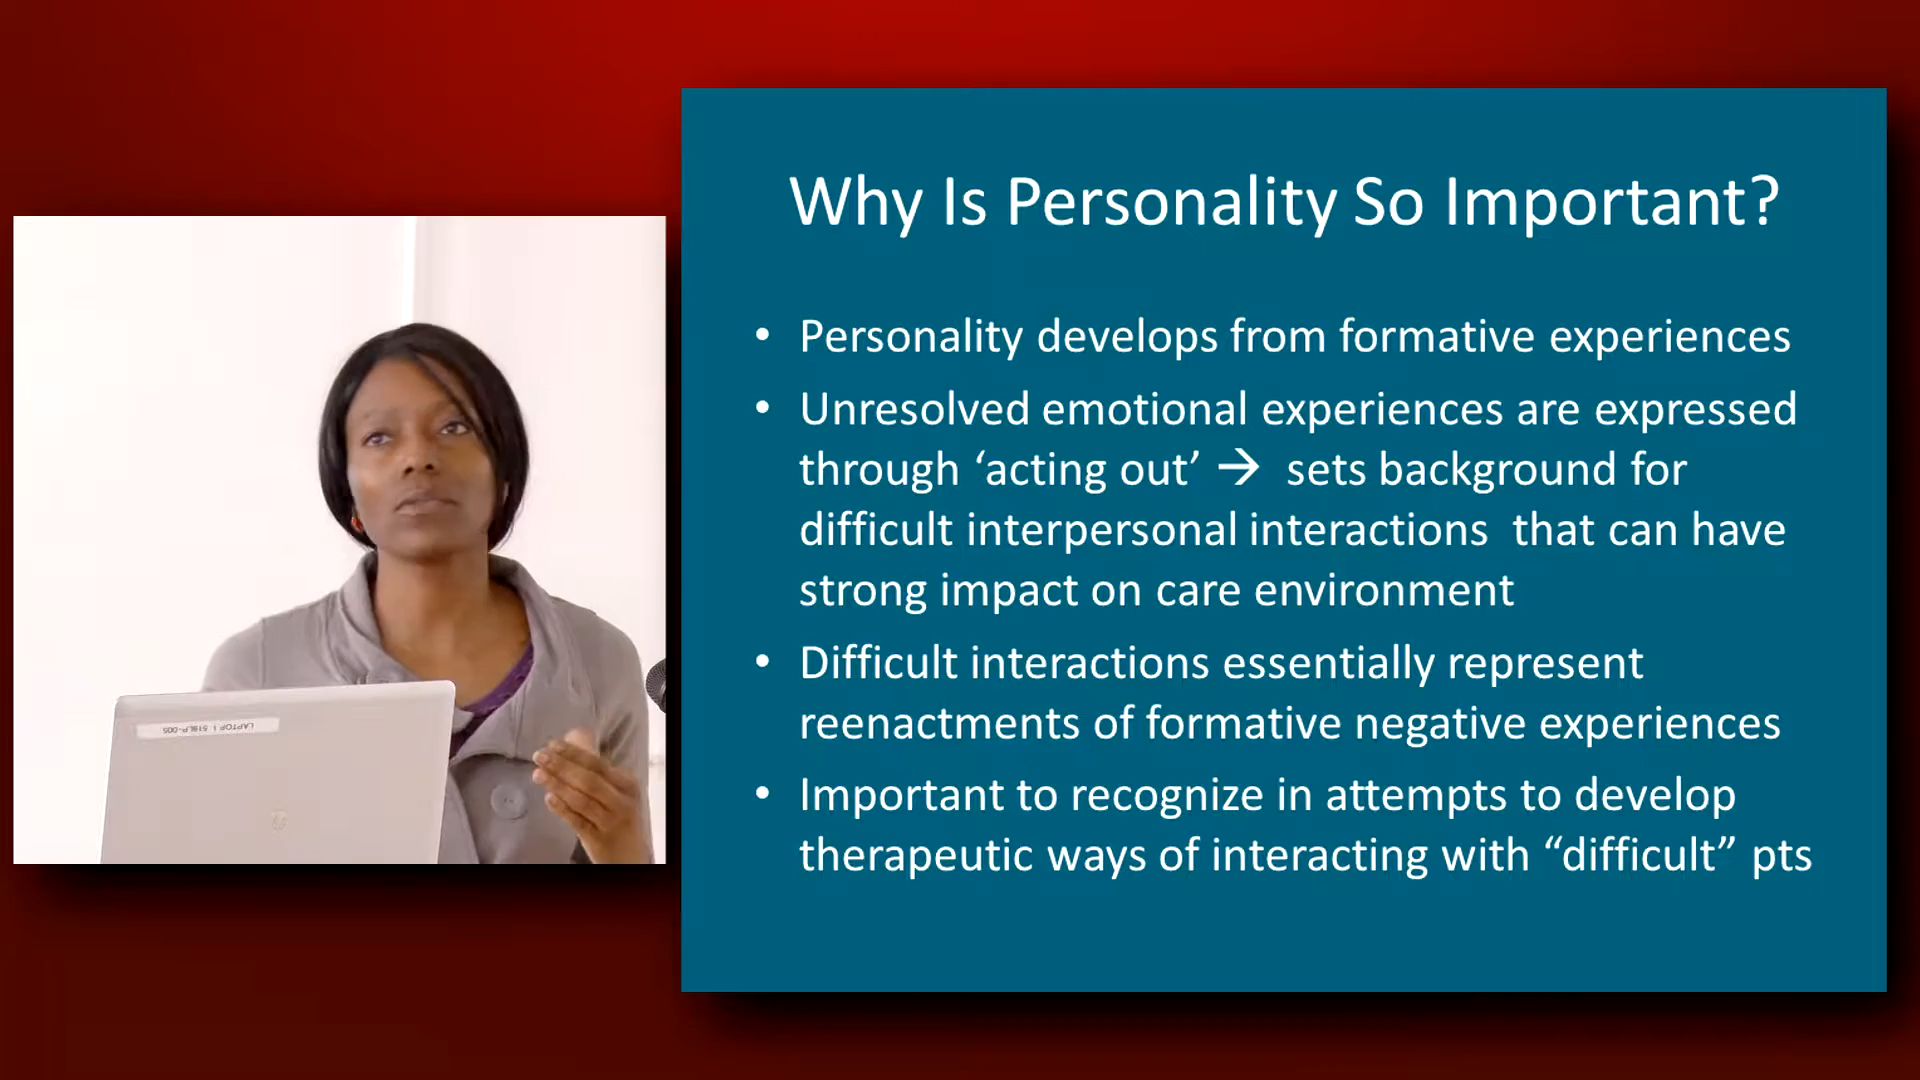 Why Is Personality So Important?
• Personality develops from formative experiences
• Unresolved emotional experiences are expressed
through ‘acting out’ → sets background for
difficult interpersonal interactions  that can have
strong impact on care environment
• Difficult interactions essentially represent
reenactments of formative negative experiences
• Important to recognize in attempts to develop
therapeutic ways of interacting with “difficult” pts
LAPTOP